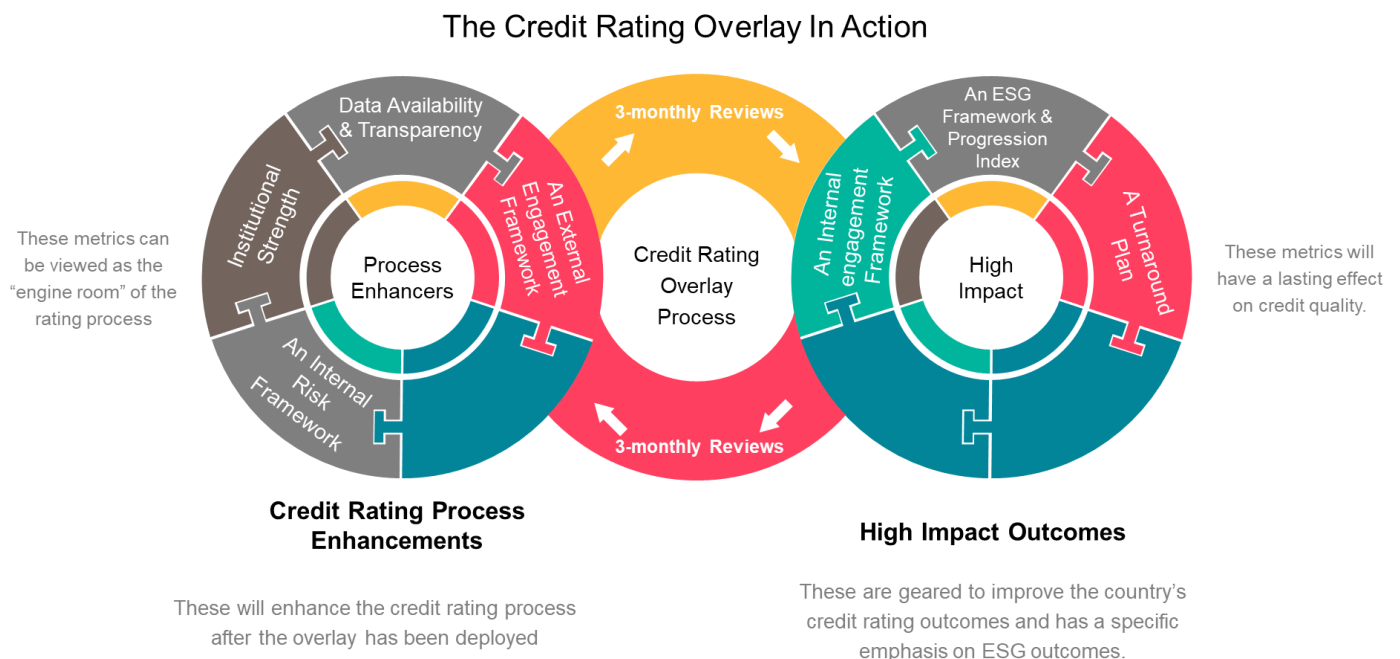 The Credit Rating Overlay In Action
Data Availability
& Transparency
Institutional
Strength
An External
Engagement
Framework
An Internal
Risk
Framework
Process
Enhancers
These metrics can
be viewed as the
“engine room” of the
rating process
3-monthly Reviews
Credit Rating
Overlay
Process
3-monthly Reviews
An ESG
Framework &
Progression
Index
An Internal
engagement
Framework
A Turnaround
Plan
High
Impact
These metrics will
have a lasting effect
on credit quality.
Credit Rating Process
Enhancements
These will enhance the credit rating process
after the overlay has been deployed
High Impact Outcomes
These are geared to improve the country’s
credit rating outcomes and has a specific
emphasis on ESG outcomes.